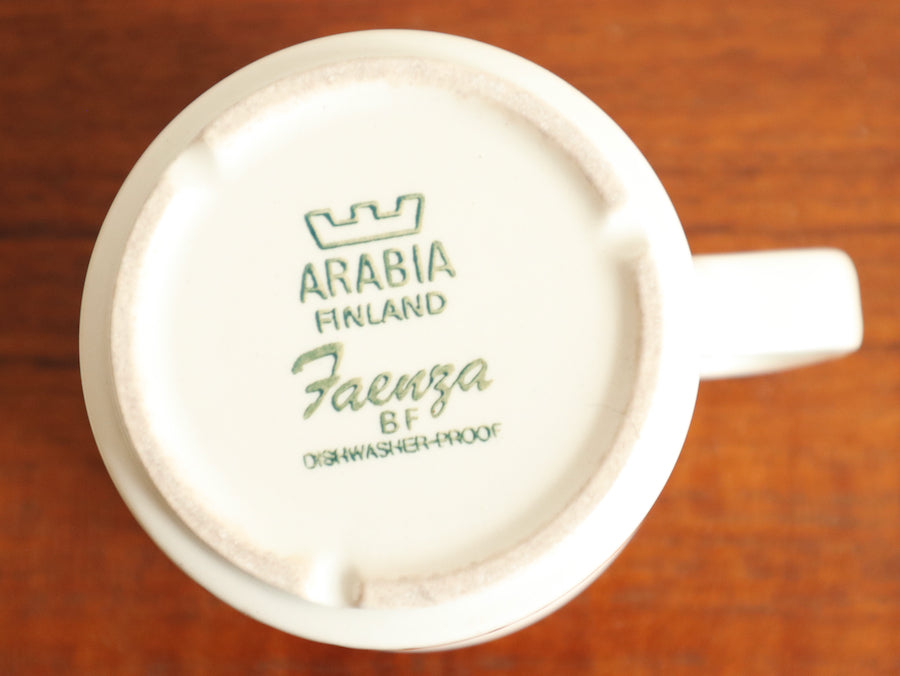 ARABIA
FINLAND
Faenza
BF
DISHWASHER-PROOF